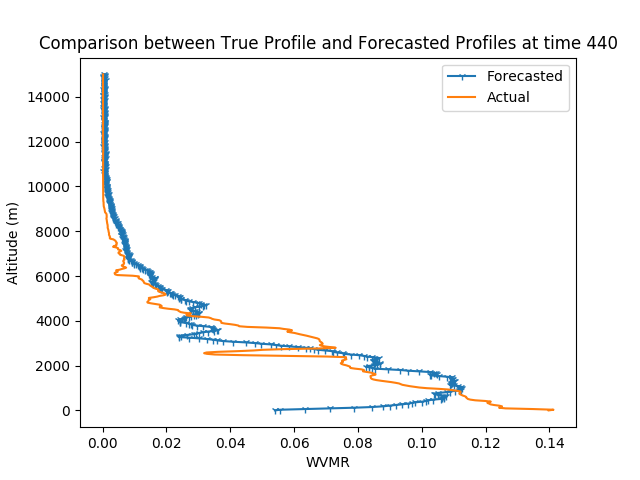 Comparison between True Profile and Forecasted Profiles at time 440
Forecasted
Actual
14000
12000
10000
8000
6000
4000
2000
0
Altitude (m)
0.00 0.02 0.04 0.06 0.08 0.10 0.12 0.14
WVMR